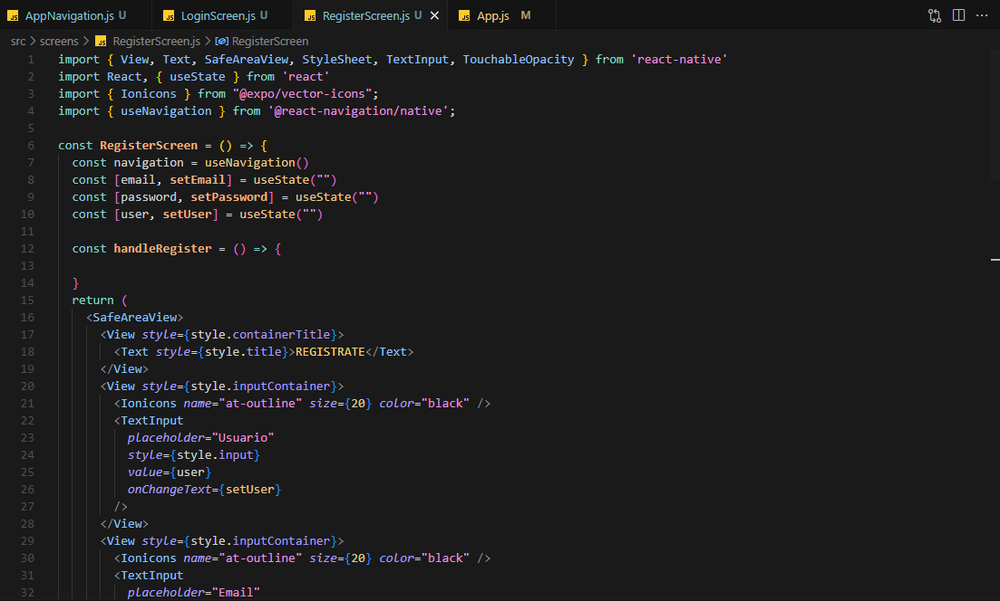 JS AppNavigation.js U JS LoginScreen.js U JS RegisterScreen.js U JS App.js M
src > screens > JS RegisterScreen.js > RegisterScreen
1 import { View, Text, SafeAreaView, StyleSheet, TextInput, TouchableOpacity } from 'react-native'
2 import React, { useState } from 'react'
3 import { Ionicons } from "@expo/vector-icons";
4 import { useNavigation } from '@react-navigation/native';
5
6 const RegisterScreen = () => {
7 const navigation = useNavigation()
8 const [email, setEmail] = useState("")
9 const [password, setPassword] = useState("")
10 const [user, setUser] = useState("")
11
12 const handleRegister = () => {
13
14 }
15 return (
16 <SafeAreaView>
17 <View style={style.containerTitle}>
18 <Text style={style.title}>REGISTRATE</Text>
19 </View>
20 <View style={style.inputContainer}>
21 <Ionicons name="at-outline" size={20} color="black" />
22 <TextInput
23 placeholder="Usuario"
24 style={style.input}
25 value={user}
26 onChangeText={setUser}
27 />
28 </View>
29 <View style={style.inputContainer}>
30 <Ionicons name="at-outline" size={20} color="black" />
31 <TextInput
32 placeholder="Email"